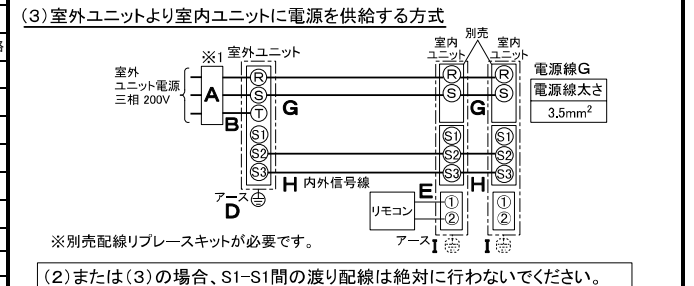 (3)室外ユニットより室内ユニットに電源を供給する方式
別売
※1 室外ユニット
室内
ユニット
室内
ユニット
室外
ユニット電源
三相 200V
A
B
R
S
T
S1
S2
S3
G
R
S
S1
S2
S3
G
R
S
S1
S2
S3
電源線G
電源線太さ
3.5mm²
H 内外信号線
E
H
アース
D
リモコン
①
②
①
②
アース I
I
※別売配線リプレースキットが必要です。
(2)または(3)の場合、S1-S1間の渡り配線は絶対に行わないでください。